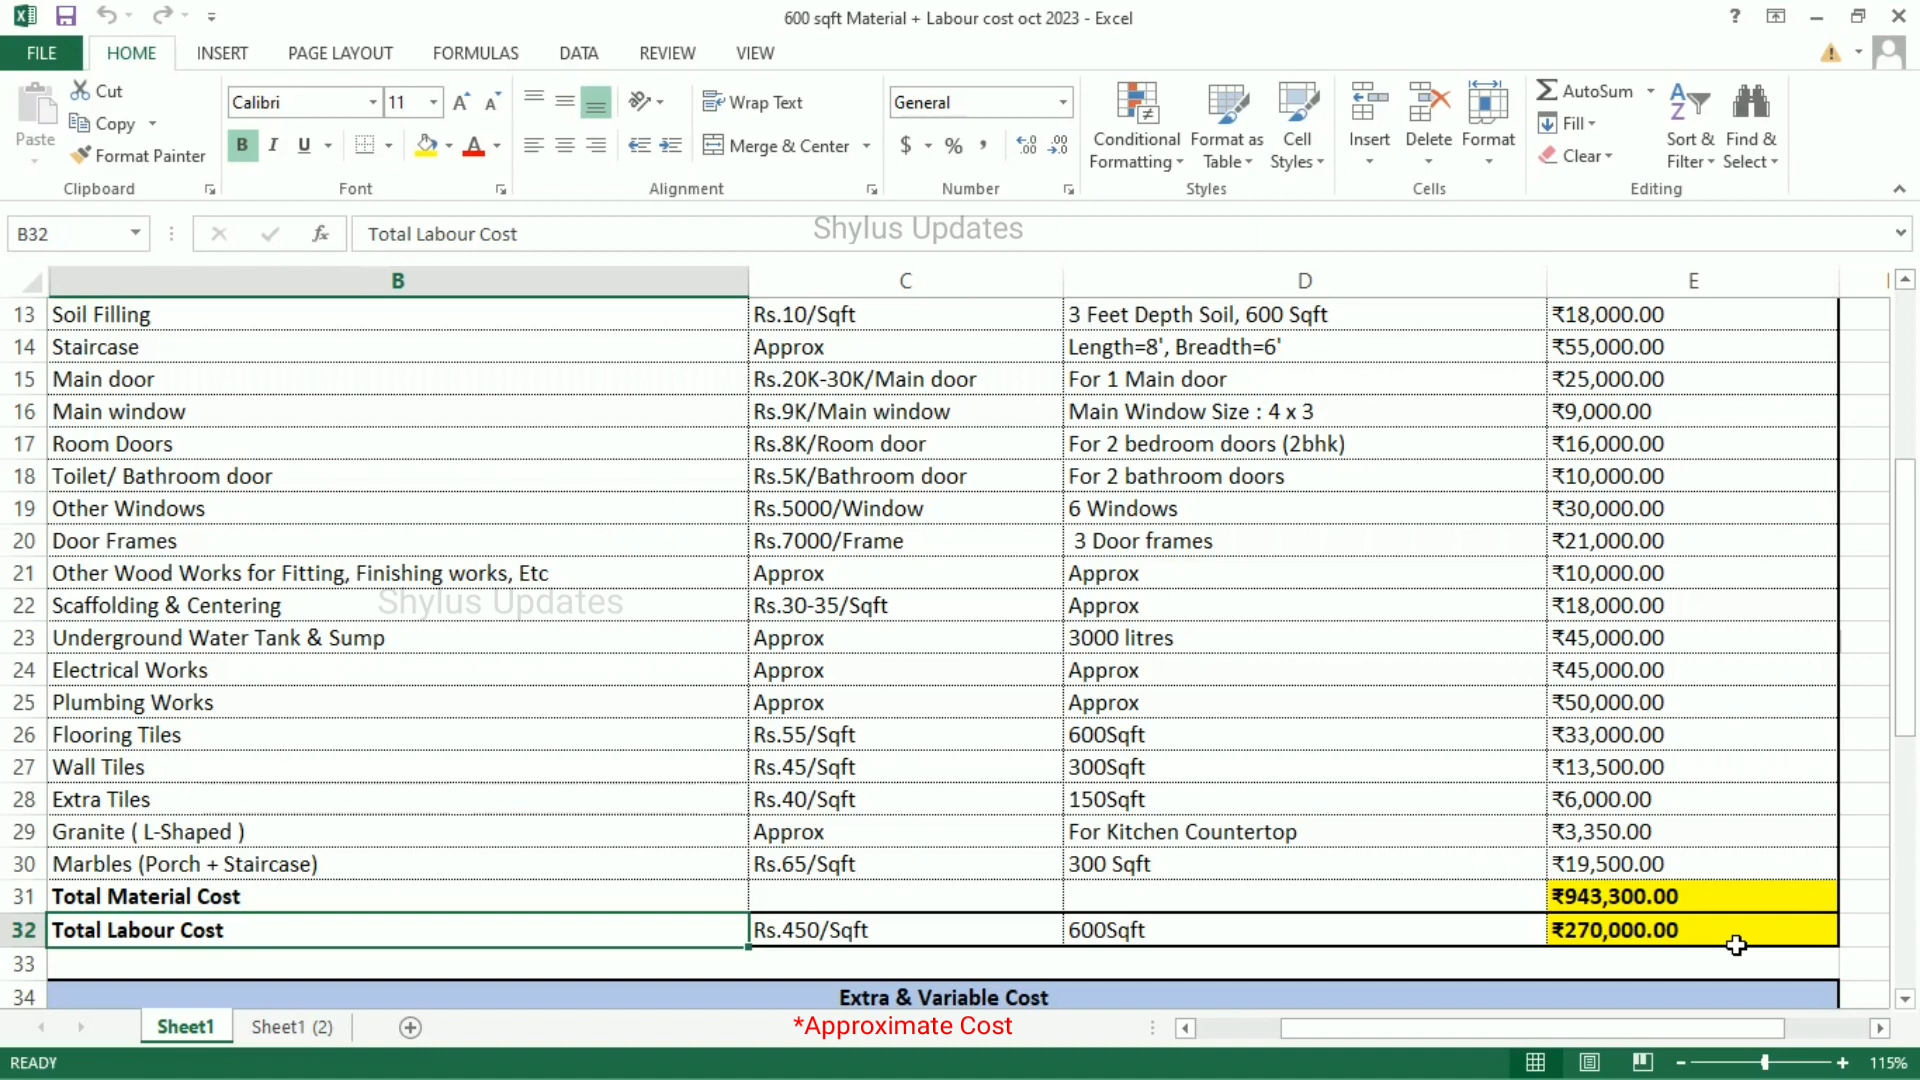 600 sqft Material + Labour cost oct 2023 - Excel
FILE HOME INSERT PAGE LAYOUT FORMULAS DATA REVIEW VIEW
Paste
Cut
Copy
Format Painter
Clipboard
Calibri 11
B I U
Font
Wrap Text
Merge & Center
Alignment
General
$ % ,
Number
Conditional Formatting
Format as Table
Cell Styles
Styles
Insert Delete Format
Cells
AutoSum
Fill
Clear
Sort & Filter
Find & Select
Editing
B32 fx Total Labour Cost
Shylus Updates
B C D E
13 Soil Filling Rs.10/Sqft 3 Feet Depth Soil, 600 Sqft ₹18,000.00
14 Staircase Approx Length=8', Breadth=6' ₹55,000.00
15 Main door Rs.20K-30K/Main door For 1 Main door ₹25,000.00
16 Main window Rs.9K/Main window Main Window Size : 4 x 3 ₹9,000.00
17 Room Doors Rs.8K/Room door For 2 bedroom doors (2bhk) ₹16,000.00
18 Toilet/ Bathroom door Rs.5K/Bathroom door For 2 bathroom doors ₹10,000.00
19 Other Windows Rs.5000/Window 6 Windows ₹30,000.00
20 Door Frames Rs.7000/Frame 3 Door frames ₹21,000.00
21 Other Wood Works for Fitting, Finishing works, Etc Approx Approx ₹10,000.00
22 Scaffolding & Centering Rs.30-35/Sqft Approx ₹18,000.00
Shylus Updates
23 Underground Water Tank & Sump Approx 3000 litres ₹45,000.00
24 Electrical Works Approx Approx ₹45,000.00
25 Plumbing Works Approx Approx ₹50,000.00
26 Flooring Tiles Rs.55/Sqft 600Sqft ₹33,000.00
27 Wall Tiles Rs.45/Sqft 300Sqft ₹13,500.00
28 Extra Tiles Rs.40/Sqft 150Sqft ₹6,000.00
29 Granite ( L-Shaped ) Approx For Kitchen Countertop ₹3,350.00
30 Marbles (Porch + Staircase) Rs.65/Sqft 300 Sqft ₹19,500.00
31 Total Material Cost ₹943,300.00
32 Total Labour Cost Rs.450/Sqft 600Sqft ₹270,000.00
33
34 Extra & Variable Cost
Sheet1 Sheet1 (2) *Approximate Cost
READY 115%